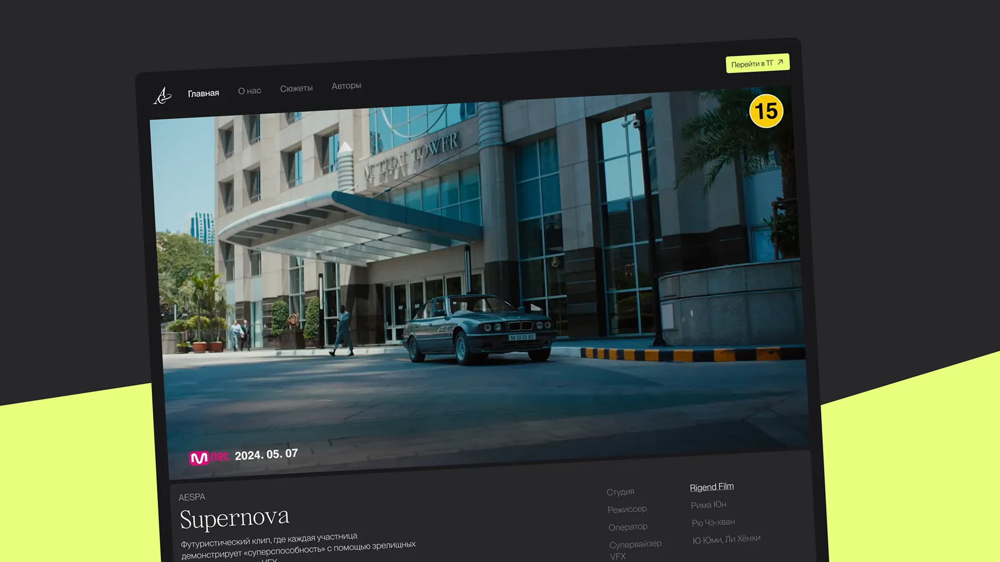 Главная О нас Сюжеты Авторы
Перейти в ТГ
15
THAI TOWER
Mnet 2024. 05. 07
AESPA
Supernova
Футуристический клип, где каждая участница
демонстрирует «суперспособность» с помощью зрелищных
VFX
Студия Rigend Film
Режиссер Рима Юн
Оператор Рю Чэ-хван
Супервайзер Ю Юми, Ли Хёнхи
VFX